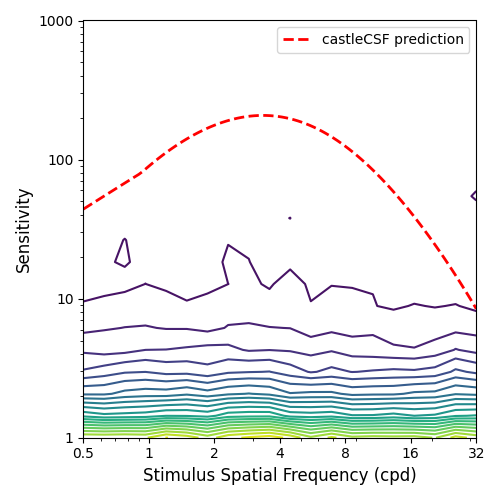 1000
castleCSF prediction
100
Sensitivity
10
1
0.5 1 2 4 8 16 32
Stimulus Spatial Frequency (cpd)